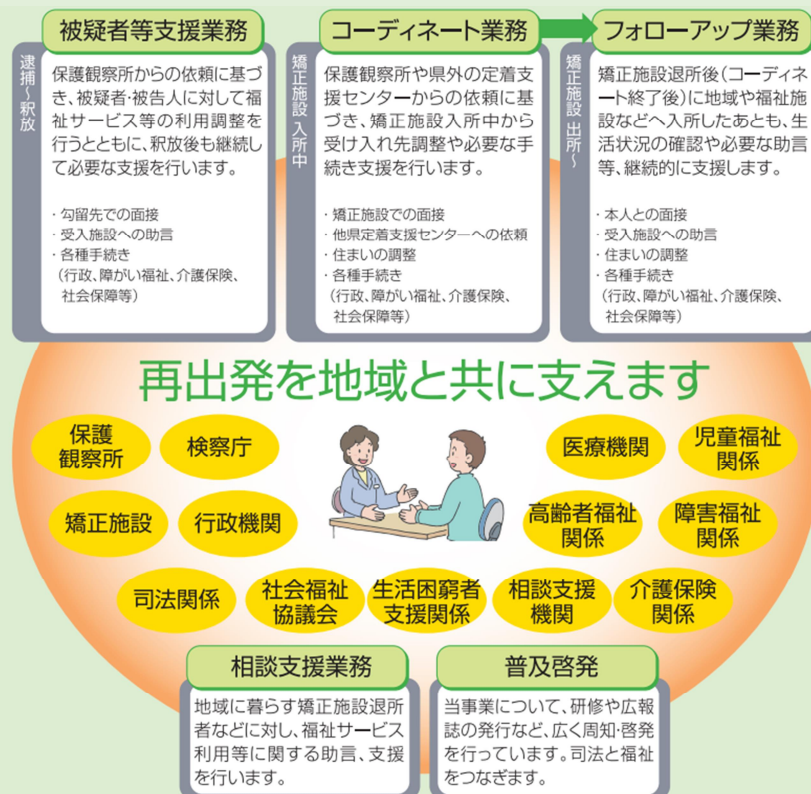 被疑者等支援業務
逮捕～釈放
保護観察所からの依頼に基づ
き、被疑者・被告人に対して福
祉サービス等の利用調整を
行うとともに、釈放後も継続し
て必要な支援を行います。
・勾留先での面接
・受入施設への助言
・各種手続き
(行政、障がい福祉、介護保険、
社会保障等)
コーディネート業務
矯正施設 入所中
保護観察所や県外の定着支
援センターからの依頼に基
づき、矯正施設入所中から
受け入れ先調整や必要な手
続き支援を行います。
・矯正施設での面接
・他県定着支援センターへの依頼
・住まいの調整
・各種手続き
(行政、障がい福祉、介護保険、
社会保障等)
フォローアップ業務
矯正施設 出所～
矯正施設退所後(コーディネ
ート終了後)に地域や福祉施
設などへ入所したあとも、生
活状況の確認や必要な助言
等、継続的に支援します。
・本人との面接
・受入施設への助言
・住まいの調整
・各種手続き
(行政、障がい福祉、介護保険、
社会保障等)
再出発を地域と共に支えます
保護
観察所
検察庁
医療機関
児童福祉
関係
矯正施設
行政機関
高齢者福祉
関係
障害福祉
関係
司法関係
社会福祉
協議会
生活困窮者
支援関係
相談支援
機関
介護保険
関係
相談支援業務
地域に暮らす矯正施設退所
者などに対し、福祉サービス
利用等に関する助言、支援
を行います。
普及啓発
当事業について、研修や広報
誌の発行など、広く周知・啓発
を行っています。司法と福祉
をつなぎます。